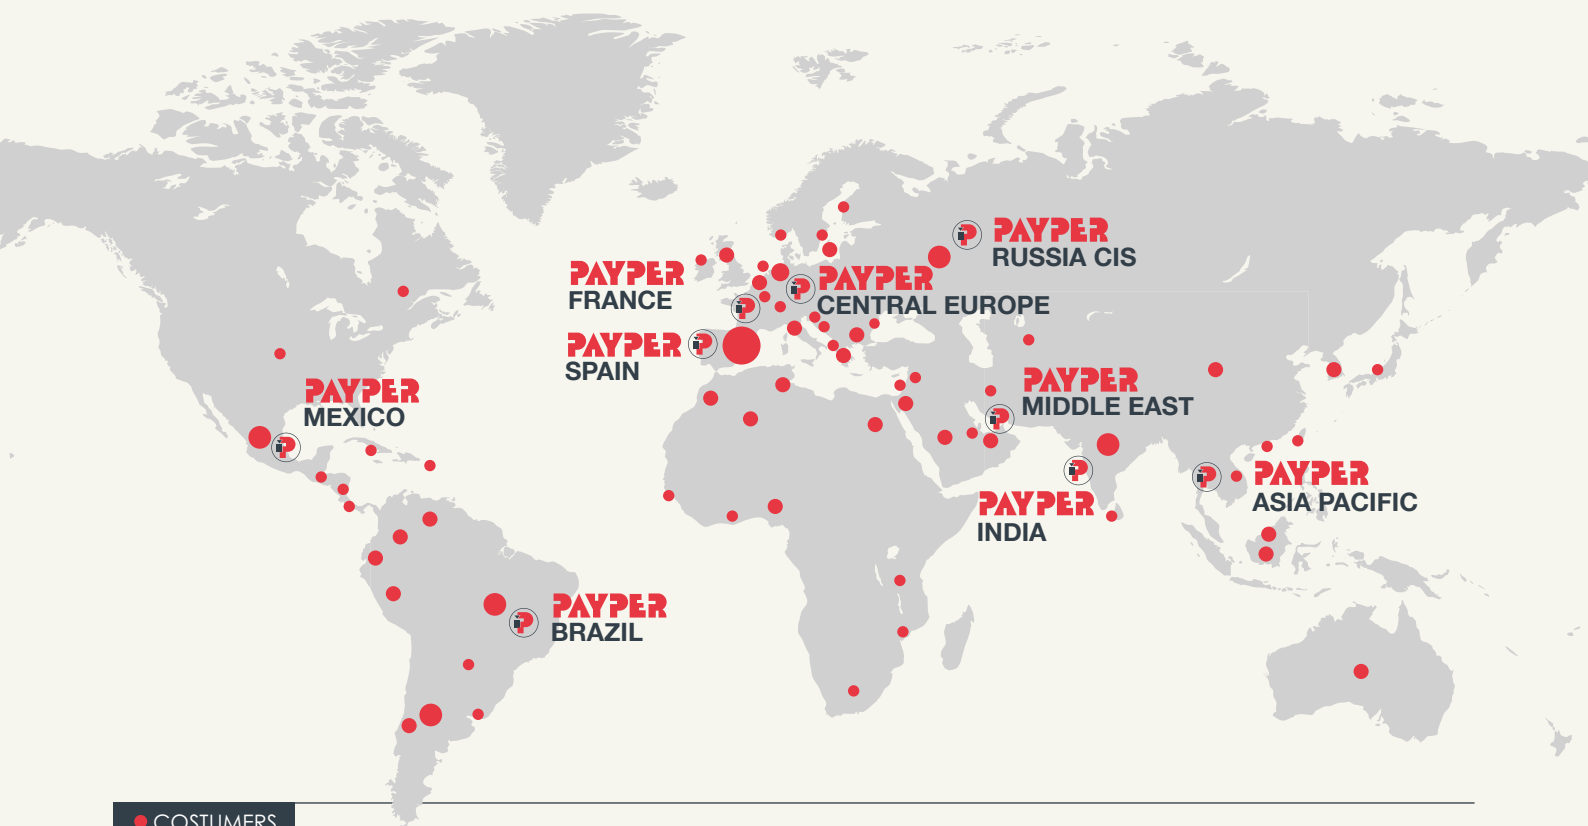 PAYPER
RUSSIA CIS
PAYPER
FRANCE
PAYPER
CENTRAL EUROPE
PAYPER
SPAIN
PAYPER
MEXICO
PAYPER
MIDDLE EAST
PAYPER
ASIA PACIFIC
PAYPER
INDIA
PAYPER
BRAZIL
COSTUMERS